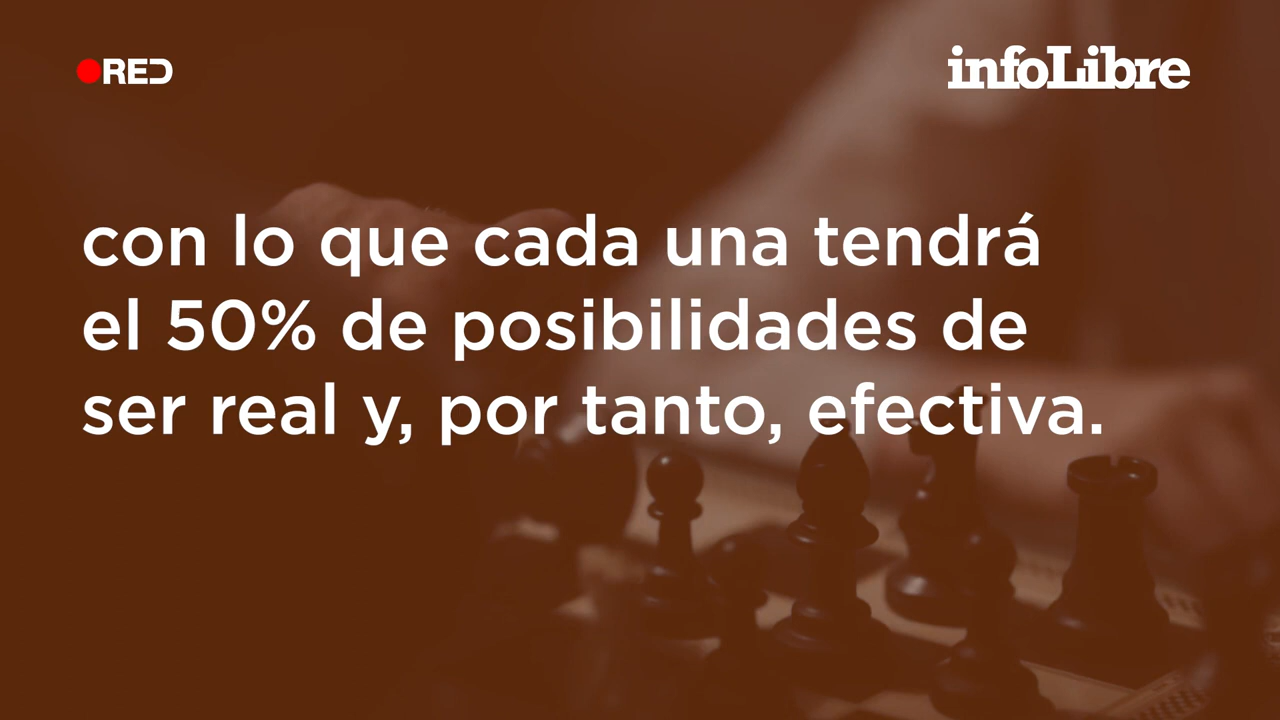 RED
infoLibre
con lo que cada una tendrá
el 50% de posibilidades de
ser real y, por tanto, efectiva.